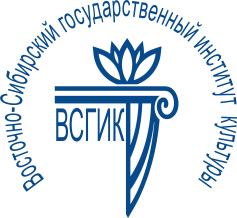 Восточно-Сибирский государственный институт культуры
ВСГИК